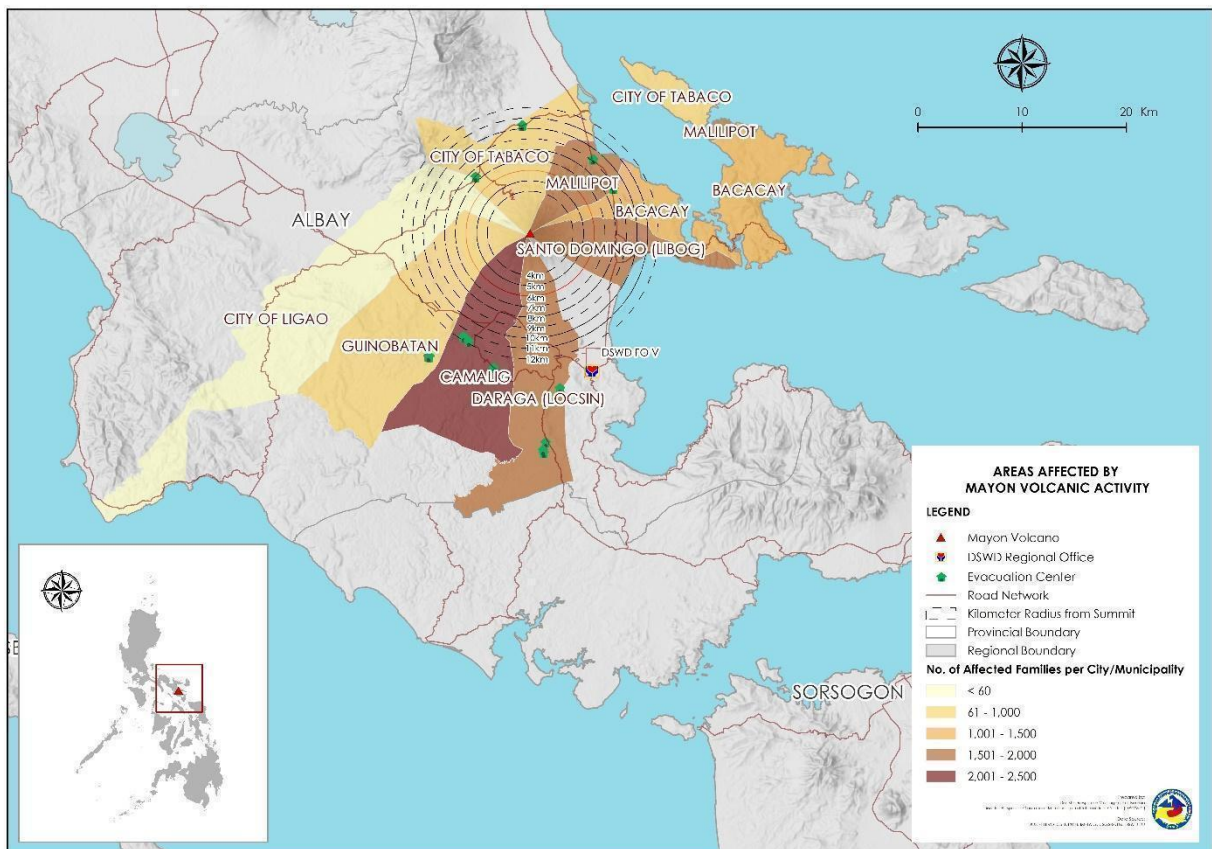 CITY OF TABACO
MALILIPOT
0 10 20 Km
CITY OF TABACO
MALILIPOT
BACACAY
BACACAY
ALBAY
SANTO DOMINGO (LIBOG)
4km
5km
6km
7km
8km
9km
10km
11km
12km
CITY OF LIGAO
GUINOBATAN
DSWD FO V
CAMALIG
DARAGA (LOCSIN)
SORSOGON
AREAS AFFECTED BY
MAYON VOLCANIC ACTIVITY
LEGEND
Mayon Volcano
DSWD Regional Office
Evacuation Center
Road Network
Kilometer Radius from Summit
Provincial Boundary
Regional Boundary
No. of Affected Families per City/Municipality
< 60
61 - 1,000
1,001 - 1,500
1,501 - 2,000
2,001 - 2,500